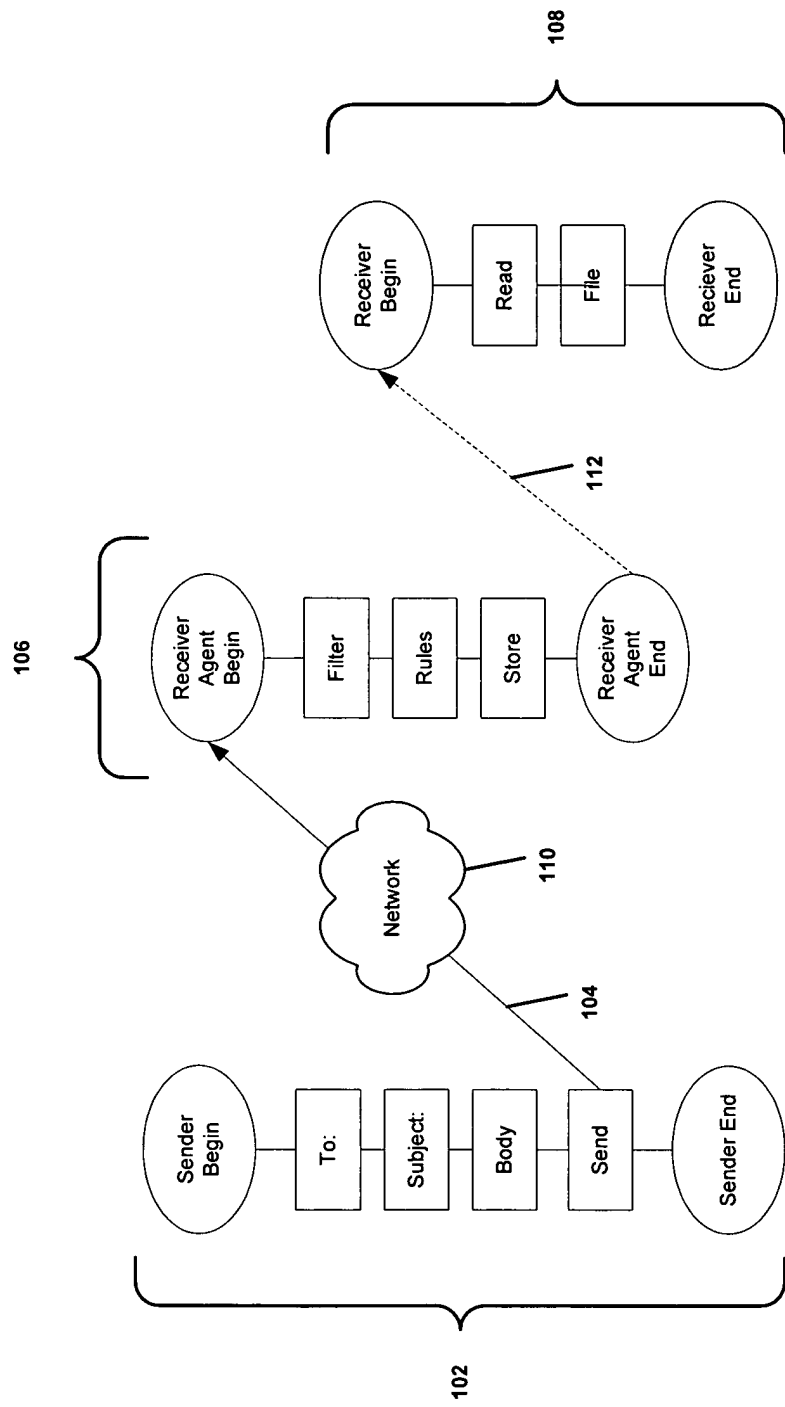 102
Sender
Begin
To:
Subject:
Body
Send
Sender End
104
Network
110
106
Receiver
Agent
Begin
Filter
Rules
Store
Receiver
Agent
End
112
Receiver
Begin
Read
File
Reciever
End
108